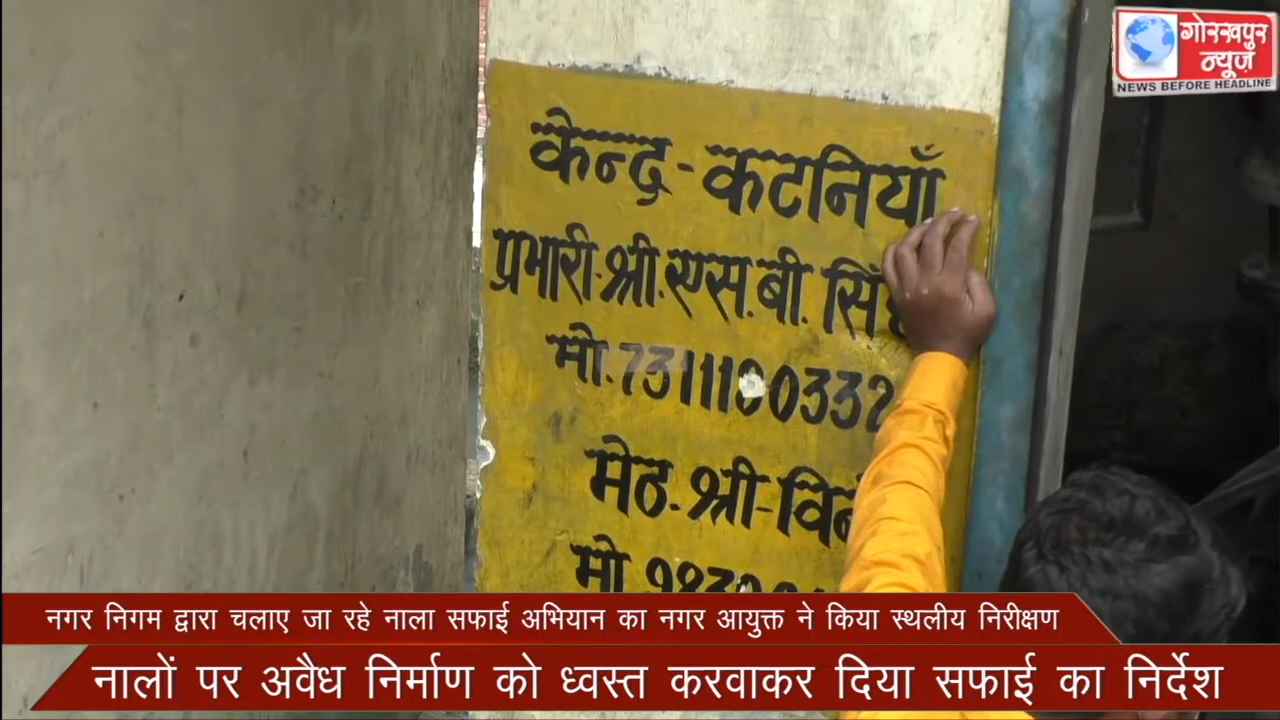 गोरखपुर
न्यूज़
NEWS BEFORE HEADLINE
केन्द्र-कटनियाँ
प्रभारी.श्री.एस.बी. सिंह
मो.7311190332
मेठ.श्री-विन
मो
नगर निगम द्वारा चलाए जा रहे नाला सफाई अभियान का नगर आयुक्त ने किया स्थलीय निरीक्षण
नालों पर अवैध निर्माण को ध्वस्त करवाकर दिया सफाई का निर्देश